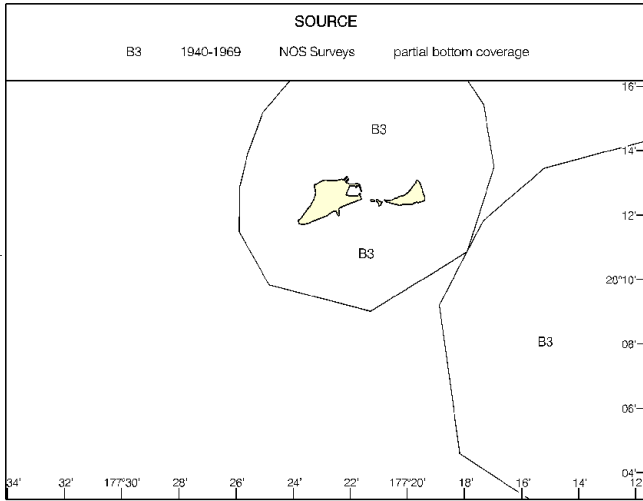 SOURCE
B3 1940-1969 NOS Surveys partial bottom coverage
16'
B3
14'
12'
B3
28°10'
08'
B3
06'
04'
34' 32' 177°30' 28' 26' 24' 22' 177°20' 18' 16' 14' 12'